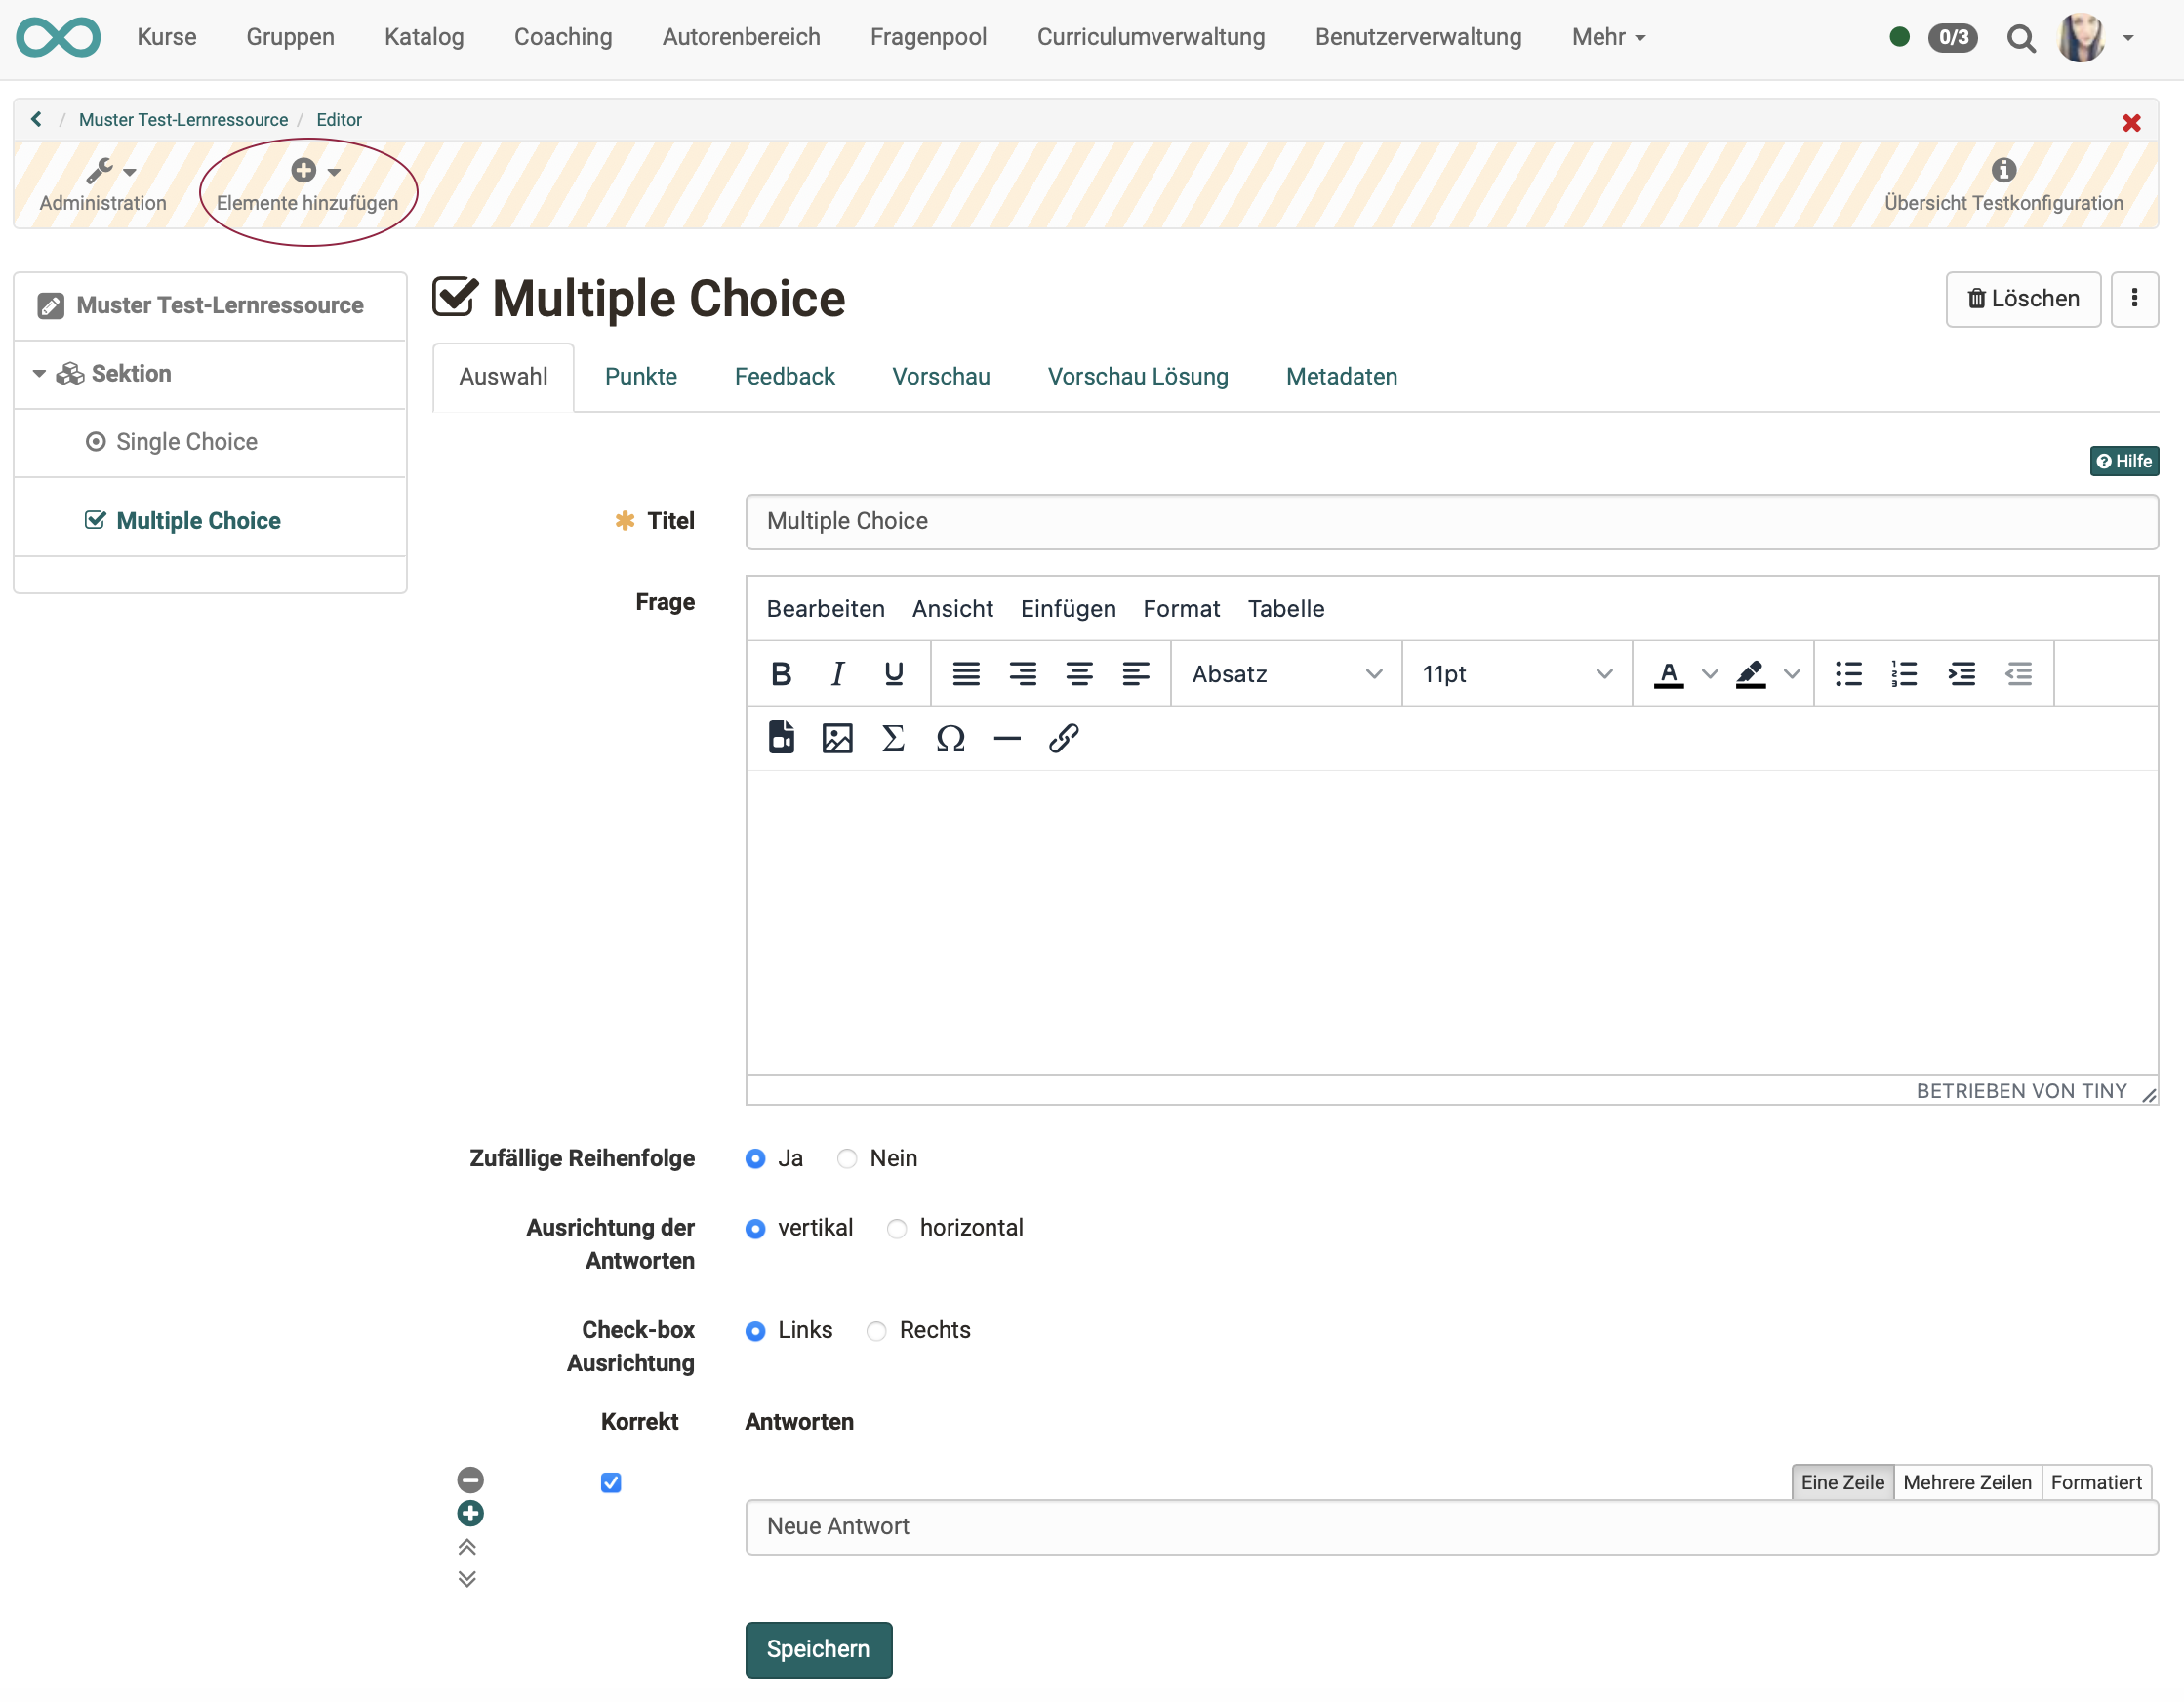 Kurse Gruppen Katalog Coaching Autorenbereich Fragenpool Curriculumverwaltung Benutzerverwaltung Mehr 0/3
/ Muster Test-Lernressource / Editor
Administration Elemente hinzufügen Übersicht Testkonfiguration
Muster Test-Lernressource
Sektion
Single Choice
Multiple Choice
Multiple Choice Löschen
Auswahl Punkte Feedback Vorschau Vorschau Lösung Metadaten
Hilfe
Titel Multiple Choice
Frage
Bearbeiten Ansicht Einfügen Format Tabelle
B I U Absatz 11pt A
Σ Ω
BETRIEBEN VON TINY
Zufällige Reihenfolge Ja Nein
Ausrichtung der Antworten vertikal horizontal
Check-box Ausrichtung Links Rechts
Korrekt Antworten
Eine Zeile Mehrere Zeilen Formatiert
Neue Antwort
Speichern